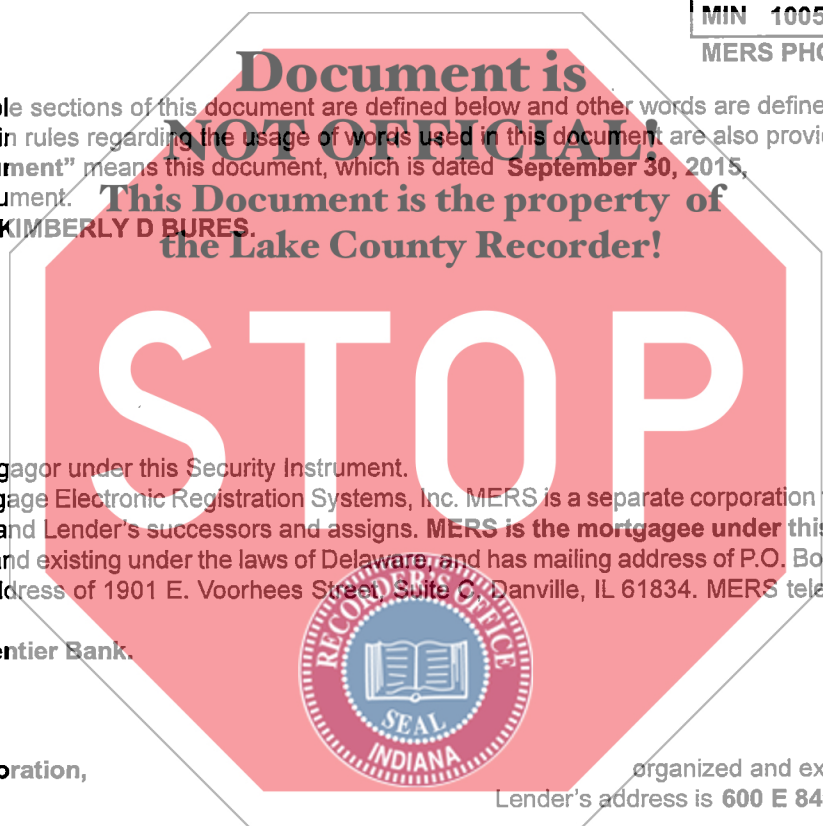 MIN 1005
MERS PHO
Document is
le sections of this document are defined below and other words are define
in rules regarding the usage of words used in this document are also provi
NOT OFFICIAL!
ment” means this document, which is dated September 30, 2015,
ument.
This Document is the property of
KIMBERLY D BURES.
the Lake County Recorder!
STOP
gagor under this Security Instrument.
gage Electronic Registration Systems, Inc. MERS is a separate corporation
and Lender's successors and assigns. MERS is the mortgagee under this
nd existing under the laws of Delaware, and has mailing address of P.O. Bo
dress of 1901 E. Voorhees Street, Suite C, Danville, IL 61834. MERS tele
RECORDER'S OFFICE
entier Bank.
SEAL
INDIANA
oration,
organized and ex
Lender's address is 600 E 84